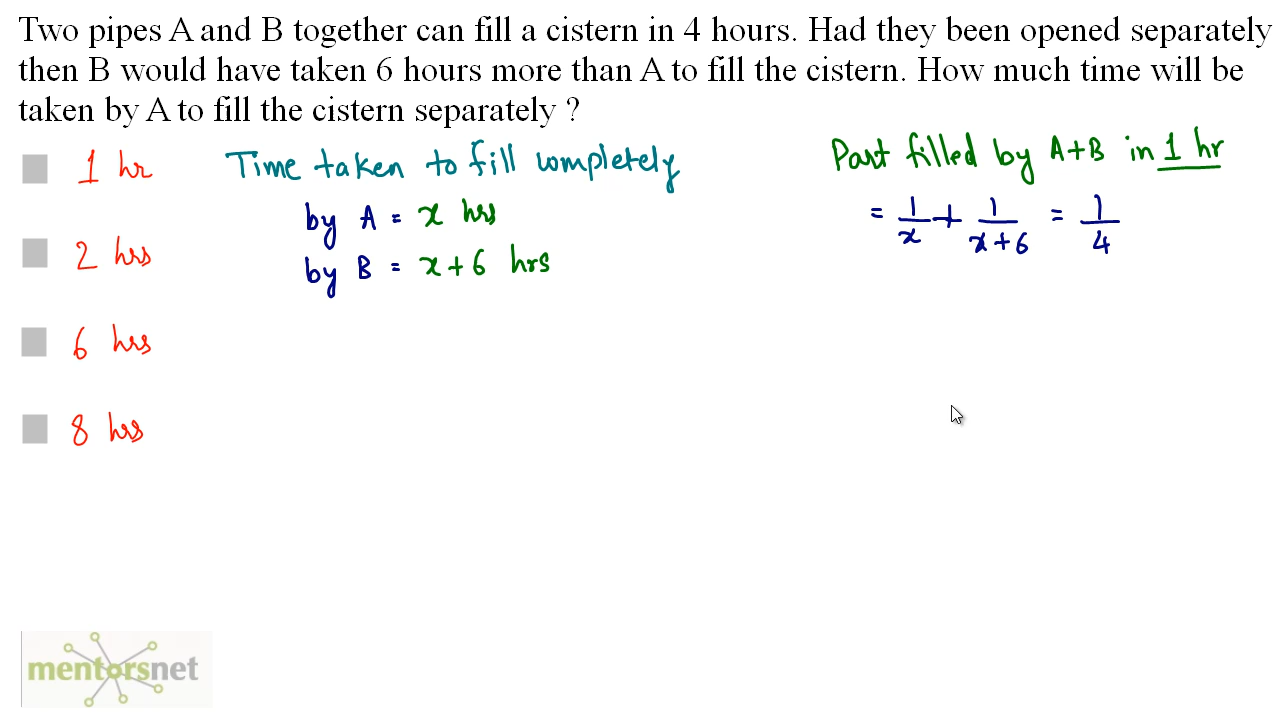 Two pipes A and B together can fill a cistern in 4 hours. Had they been opened separately
then B would have taken 6 hours more than A to fill the cistern. How much time will be
taken by A to fill the cistern separately ?
1 hr
2 hrs
6 hrs
8 hrs
Time taken to fill completely
by A = x hrs
by B = x+6 hrs
Part filled by A+B in 1 hr
= 1/x + 1/x+6 = 1/4
mentorsnet